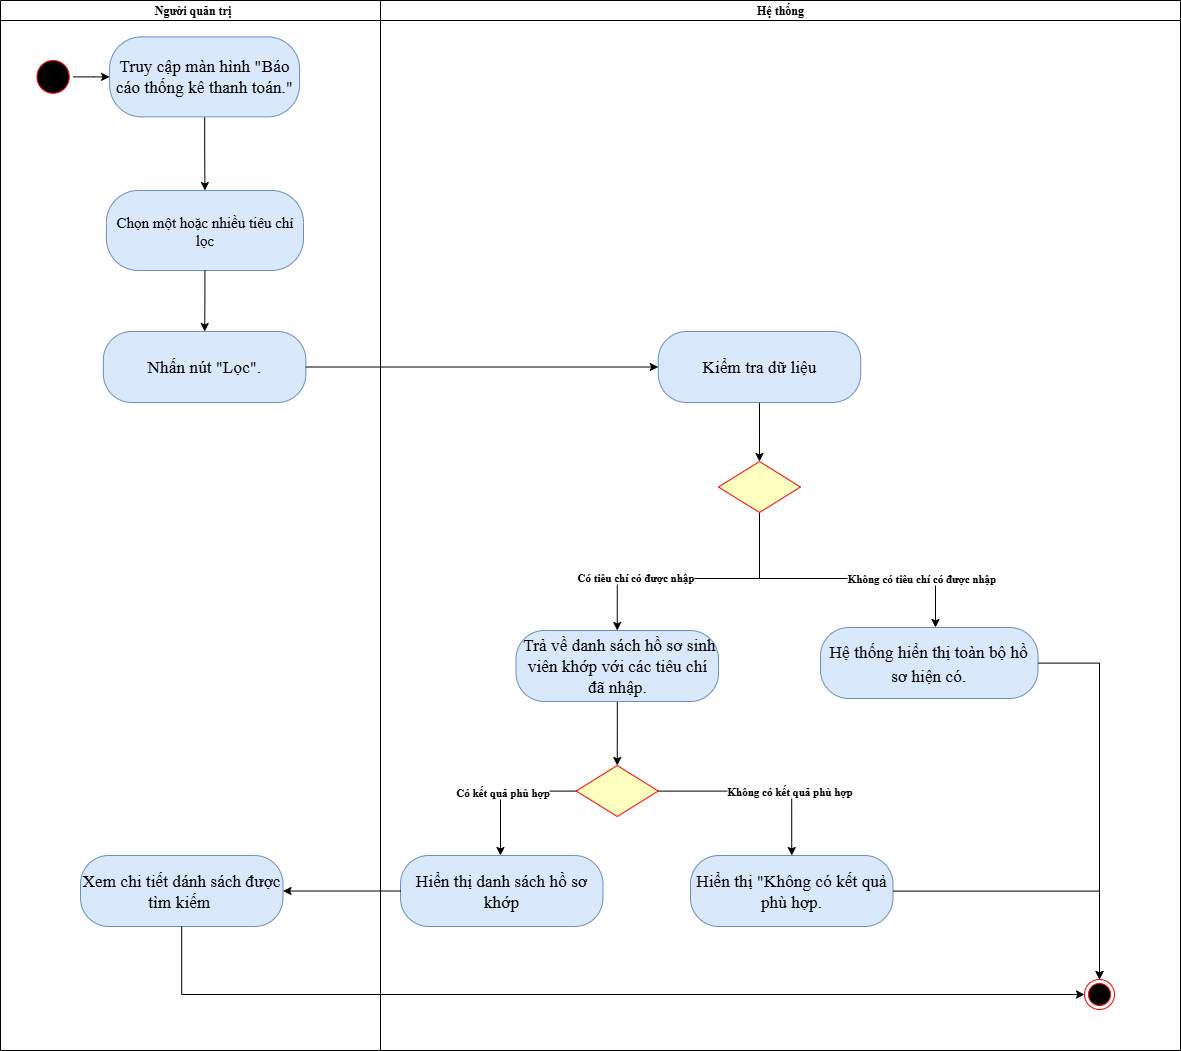 Người quản trị
Hệ thống
Truy cập màn hình "Báo
cáo thống kê thanh toán."
Chọn một hoặc nhiều tiêu chí
lọc
Nhấn nút "Lọc".
Kiểm tra dữ liệu
Có tiêu chí có được nhập
Không có tiêu chí có được nhập
Trả về danh sách hồ sơ sinh
viên khớp với các tiêu chí
đã nhập.
Hệ thống hiển thị toàn bộ hồ
sơ hiện có.
Có kết quả phù hợp
Không có kết quả phù hợp
Xem chi tiết dánh sách được
tìm kiếm
Hiển thị danh sách hồ sơ
khớp
Hiển thị "Không có kết quả
phù hợp.